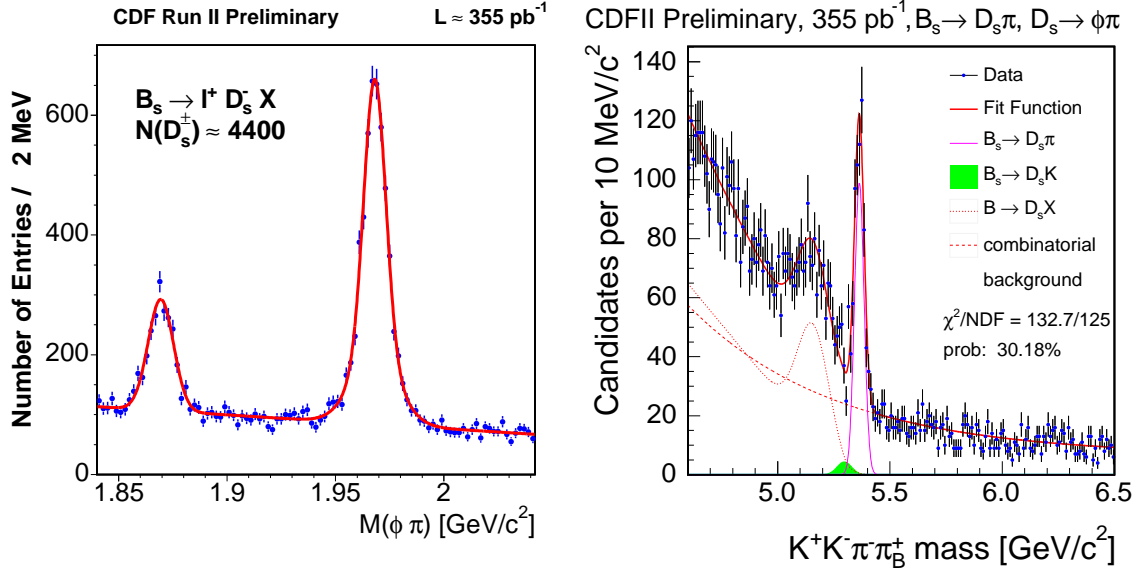 CDF Run II Preliminary
L ≈ 355 pb⁻¹
Number of Entries / 2 MeV
600
400
200
0
Bₛ → l⁺ Dₛ⁻ X
N(Dₛ±) ≈ 4400
1.85
1.9
1.95
2
M(ϕ π) [GeV/c²]
CDFII Preliminary, 355 pb⁻¹, Bₛ → Dₛπ, Dₛ → ϕπ
Candidates per 10 MeV/c²
140
120
100
80
60
40
20
0
Data
Fit Function
Bₛ → Dₛπ
Bₛ → DₛK
B → DₛX
combinatorial
background
χ²/NDF = 132.7/125
prob: 30.18%
5.0
5.5
6.0
6.5
K⁺K⁻π⁻π_B^± mass [GeV/c²]